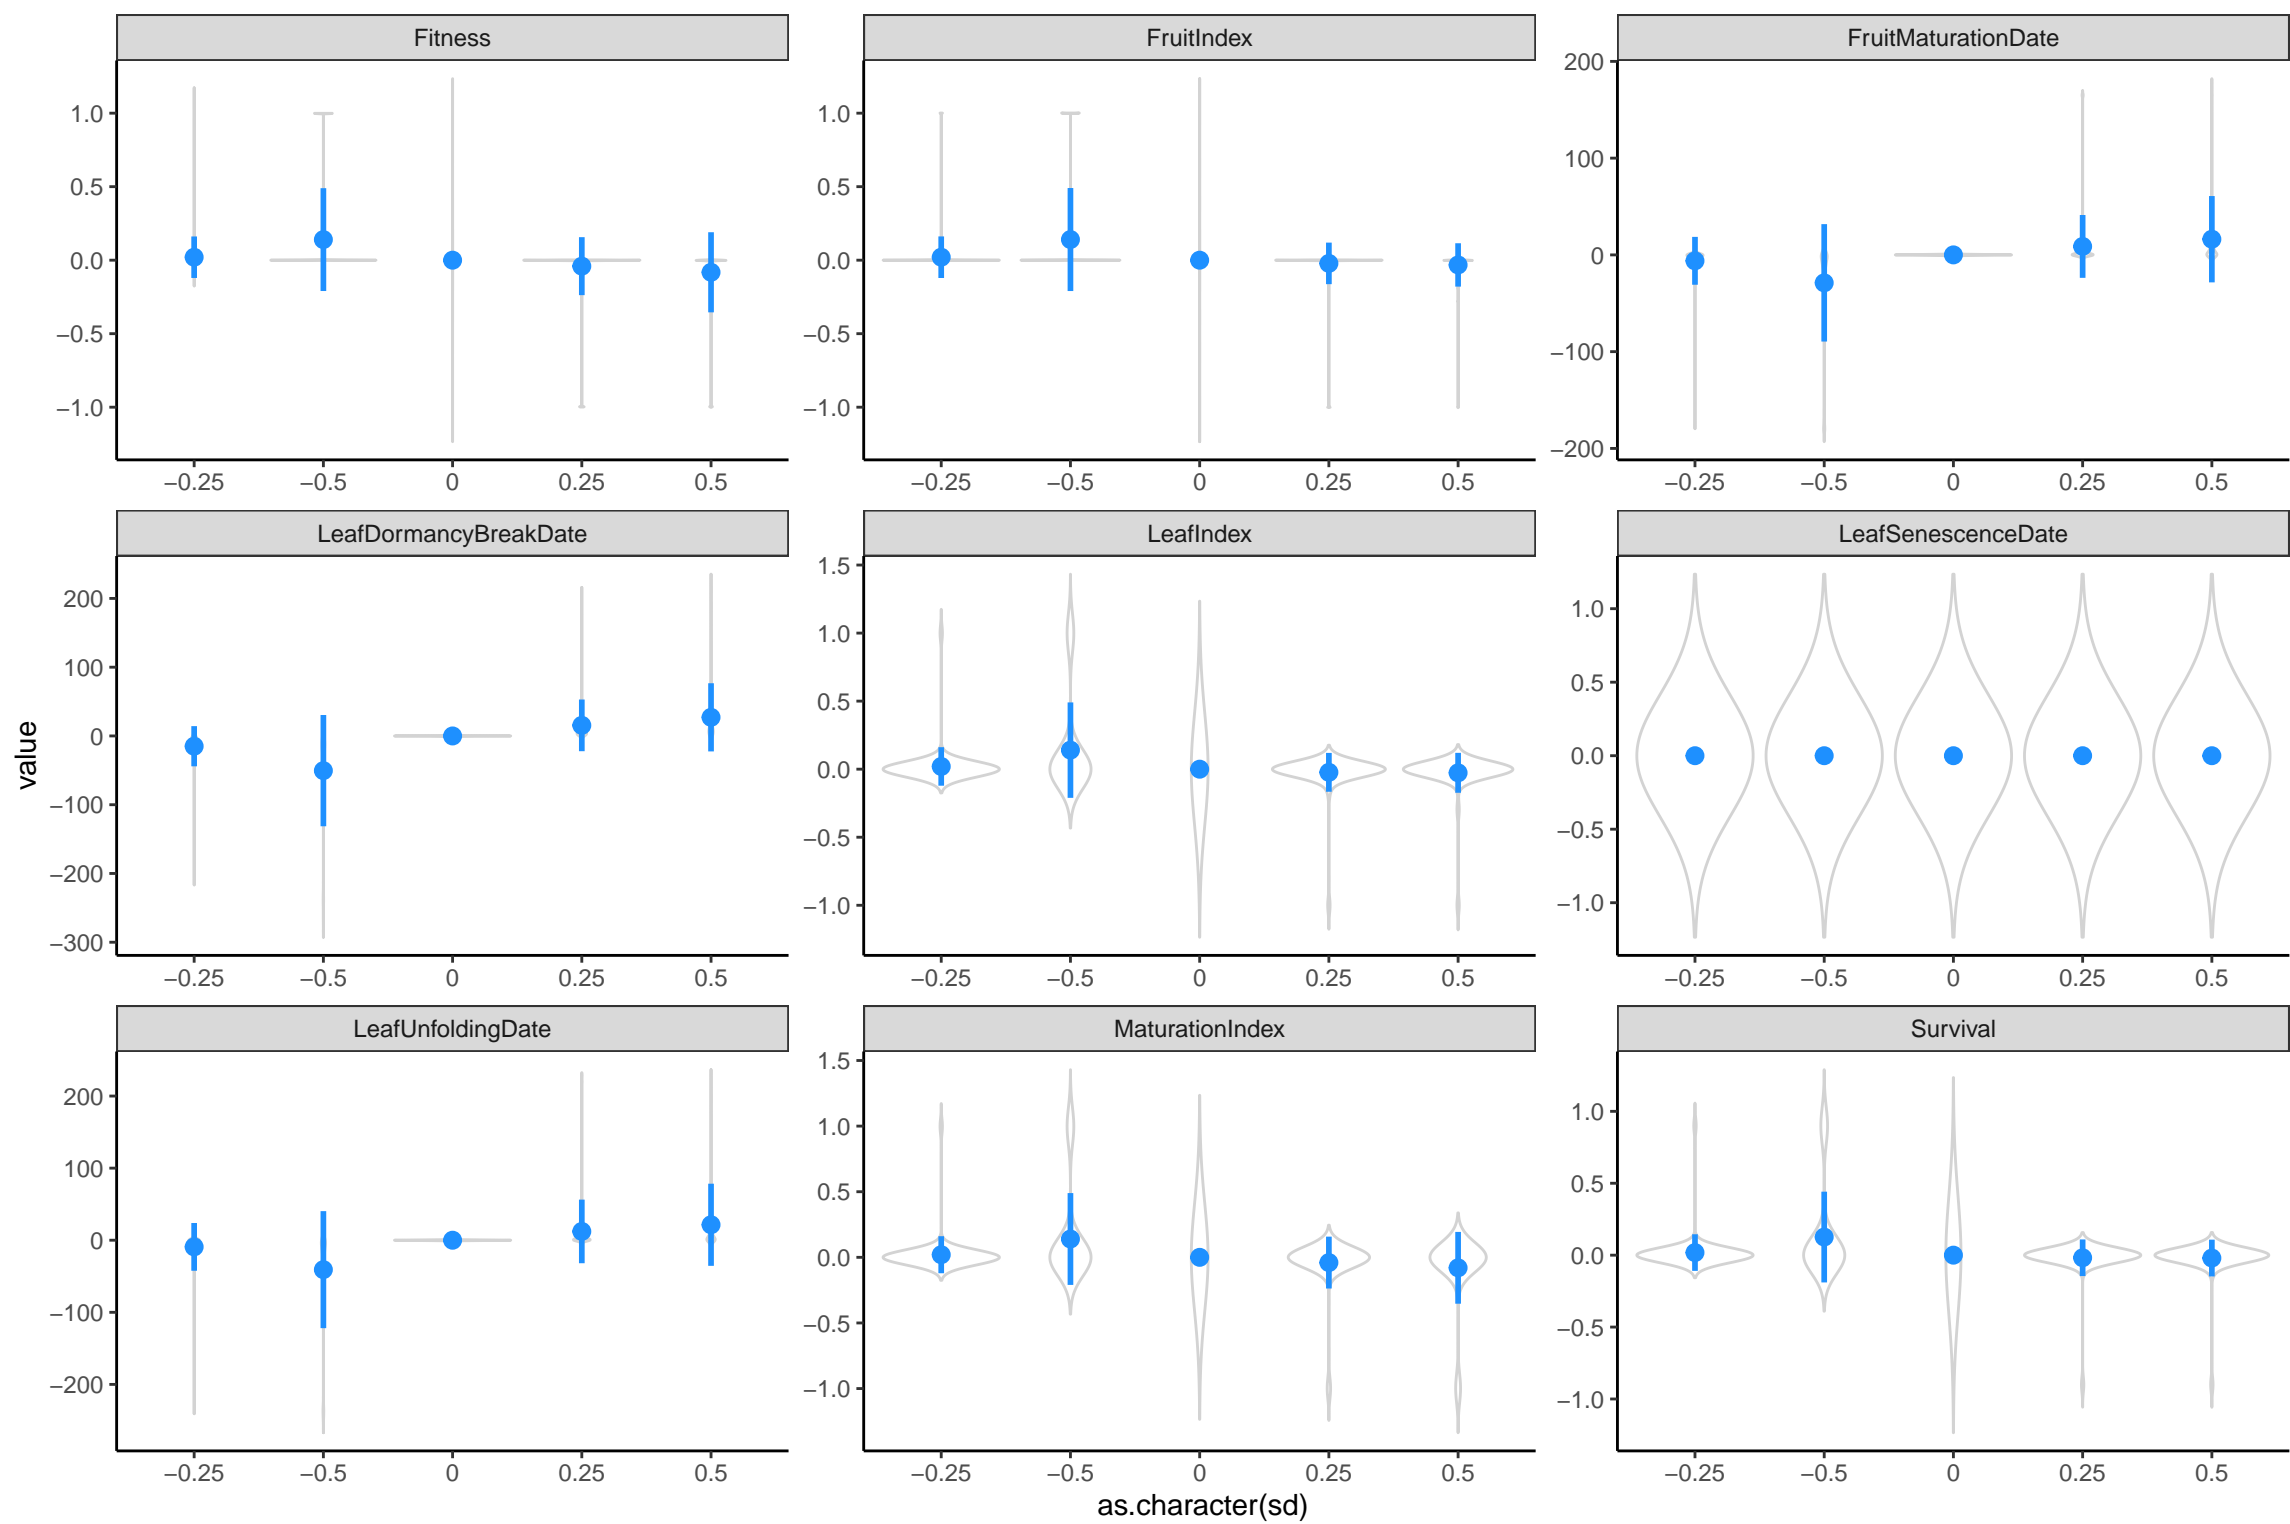 Fitness
1.0
0.5
0.0
−0.5
−1.0
−0.25 −0.5 0 0.25 0.5
FruitIndex
1.0
0.5
0.0
−0.5
−1.0
−0.25 −0.5 0 0.25 0.5
FruitMaturationDate
200
100
0
−100
−200
−0.25 −0.5 0 0.25 0.5
LeafDormancyBreakDate
200
100
0
−100
−200
−300
−0.25 −0.5 0 0.25 0.5
LeafIndex
1.5
1.0
0.5
0.0
−0.5
−1.0
−0.25 −0.5 0 0.25 0.5
LeafSenescenceDate
1.0
0.5
0.0
−0.5
−1.0
−0.25 −0.5 0 0.25 0.5
LeafUnfoldingDate
200
100
0
−100
−200
−0.25 −0.5 0 0.25 0.5
MaturationIndex
1.5
1.0
0.5
0.0
−0.5
−1.0
−0.25 −0.5 0 0.25 0.5
Survival
1.0
0.5
0.0
−0.5
−1.0
−0.25 −0.5 0 0.25 0.5
value
as.character(sd)